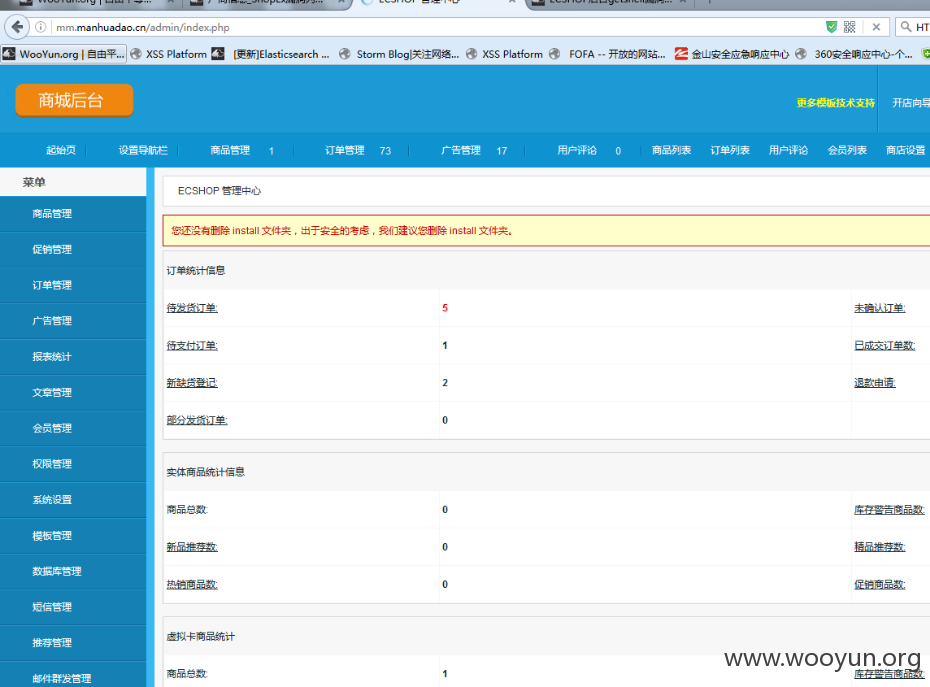 mm.manhuadao.cn/admin/index.php
HT
WooYun.org | 自由平... XSS Platform [更新]Elasticsearch ... Storm Blog|关注网络... XSS Platform FOFA -- 开放的网站... 金山安全应急响应中心 360安全响应中心-个...
商城后台
更多模板技术支持 开店向导
起始页 设置导航栏 商品管理 1 订单管理 73 广告管理 17 用户评论 0 商品列表 订单列表 用户评论 会员列表 商店设置
菜单
商品管理
促销管理
订单管理
广告管理
报表统计
文章管理
会员管理
权限管理
系统设置
模板管理
数据库管理
短信管理
推荐管理
邮件群发管理
ECSHOP 管理中心
您还没有删除 install 文件夹，出于安全的考虑，我们建议您删除 install 文件夹。
订单统计信息
待发货订单: 5 未确认订单:
待支付订单: 1 已成交订单数:
新缺货登记: 2 退款申请:
部分发货订单: 0
实体商品统计信息
商品总数: 0 库存警告商品数:
新品推荐数: 0 精品推荐数:
热销商品数: 0 促销商品数:
虚拟卡商品统计
商品总数: 1 库存警告商品数:
www.wooyun.org